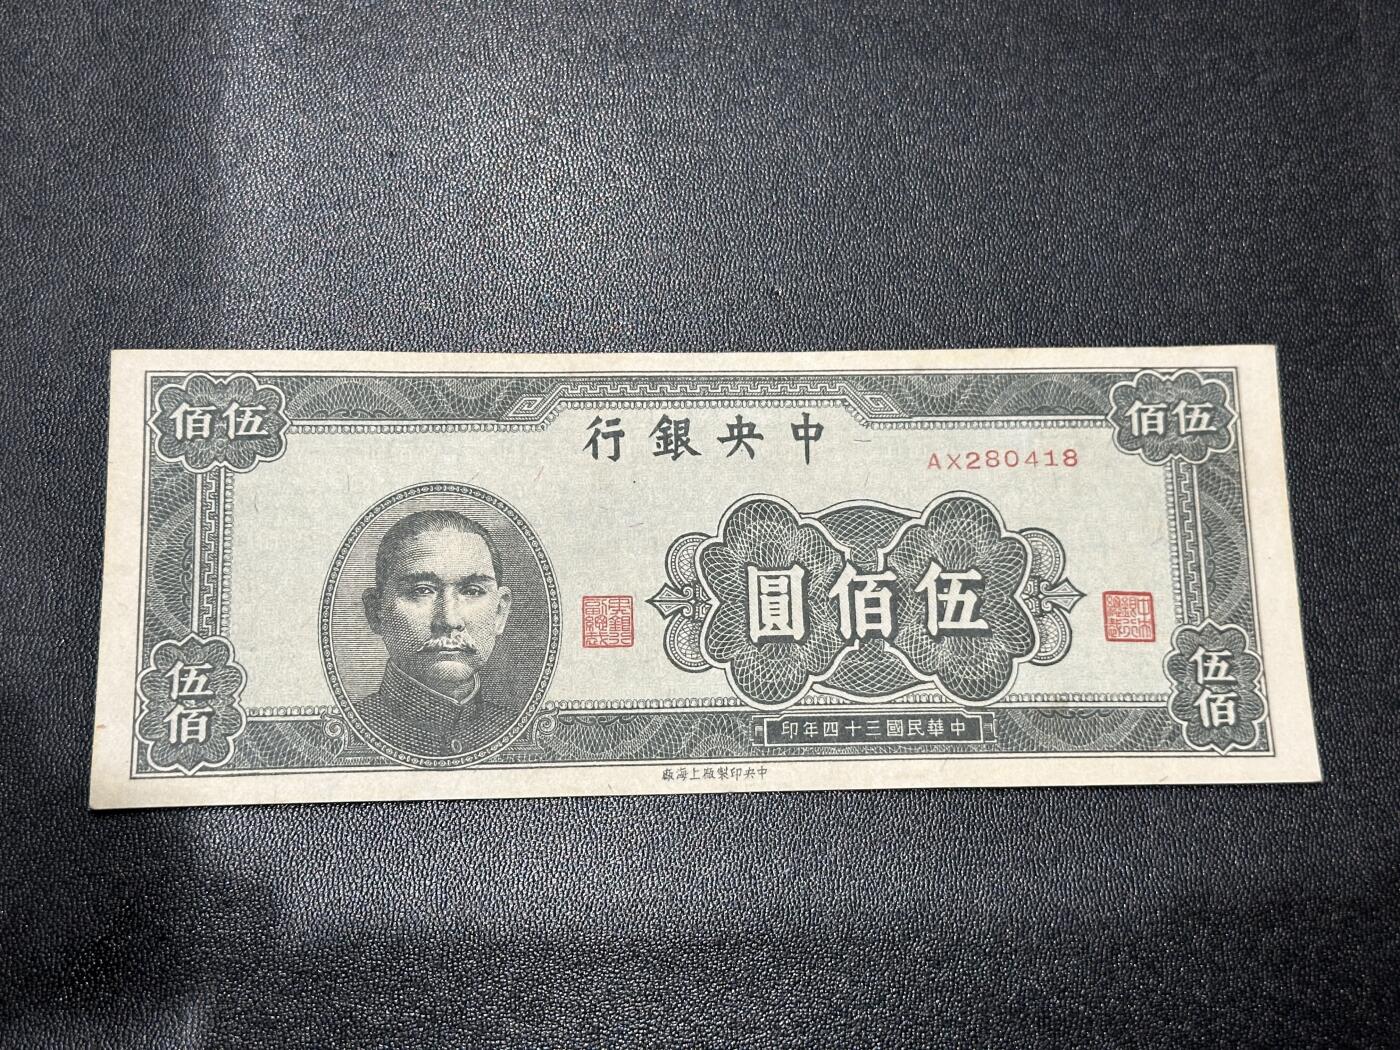 伍佰
伍佰
中央銀行
AX280418
伍佰圓
伍佰
伍佰
中華民國三十四年印
中央印製廠上海廠